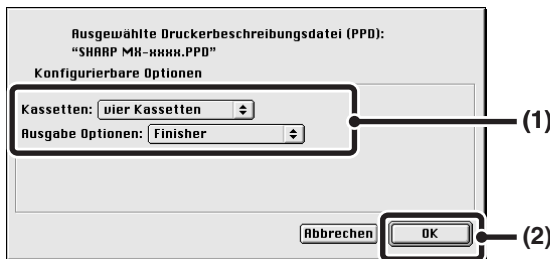 Ausgewählte Druckerbeschreibungsdatei (PPD):
“SHARP MX-xxxx.PPD”
Konfigurierbare Optionen
Kassetten: vier Kassetten
Ausgabe Optionen: Finisher
(1)
Abbrechen OK (2)